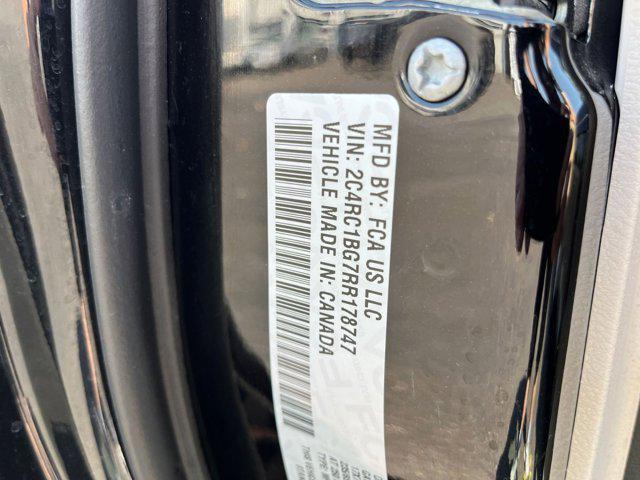 MFD BY: FCA US LLC
VIN: 2C4RC1BG7RR178747
VEHICLE MADE IN: CANADA